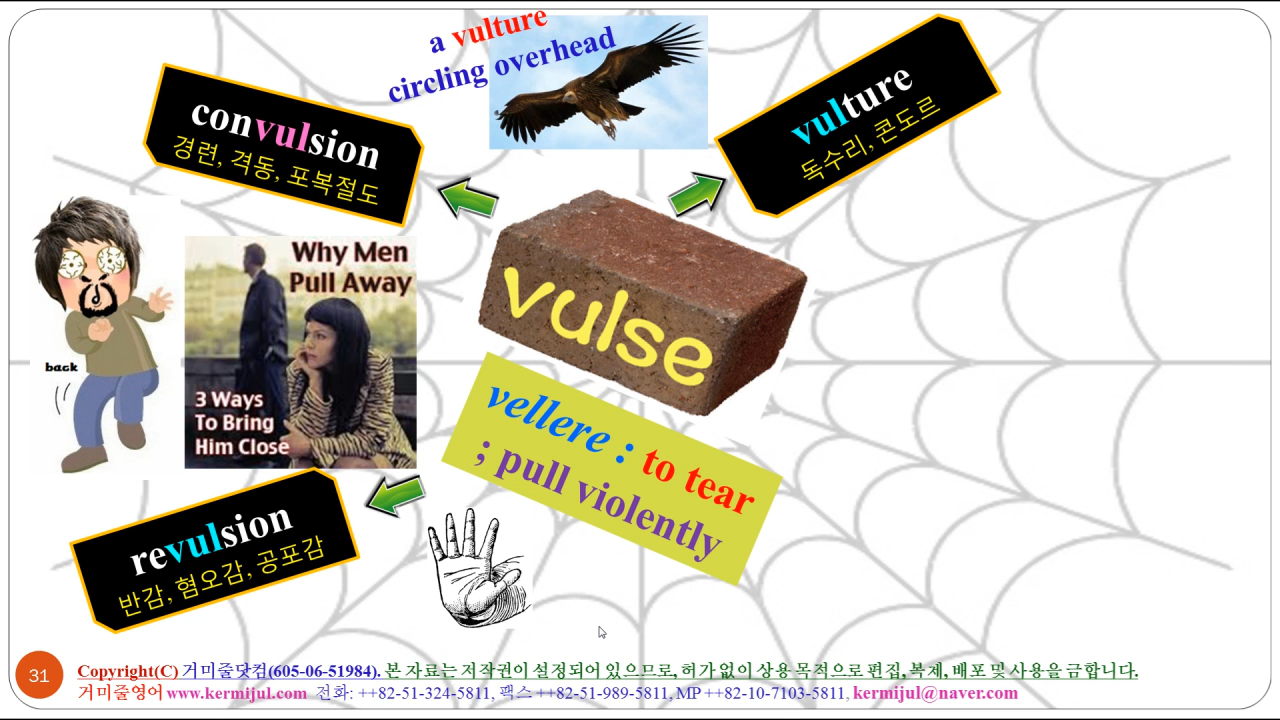 a vulture
circling overhead
convulsion
경련, 격동, 포복절도
vulture
독수리, 콘도르
Why Men
Pull Away
3 Ways
To Bring
Him Close
back
vulse
vellere : to tear
; pull violently
revulsion
반감, 혐오감, 공포감
31
Copyright(C) 거미줄닷컴(605-06-51984). 본 자료는 저작권이 설정되어 있으므로, 허가 없이 상용 목적으로 편집, 복제, 배포 및 사용을 금합니다.
거미줄영어 www.kermijul.com 전화: ++82-51-324-5811, 팩스 ++82-51-989-5811, MP ++82-10-7103-5811, kermijul@naver.com